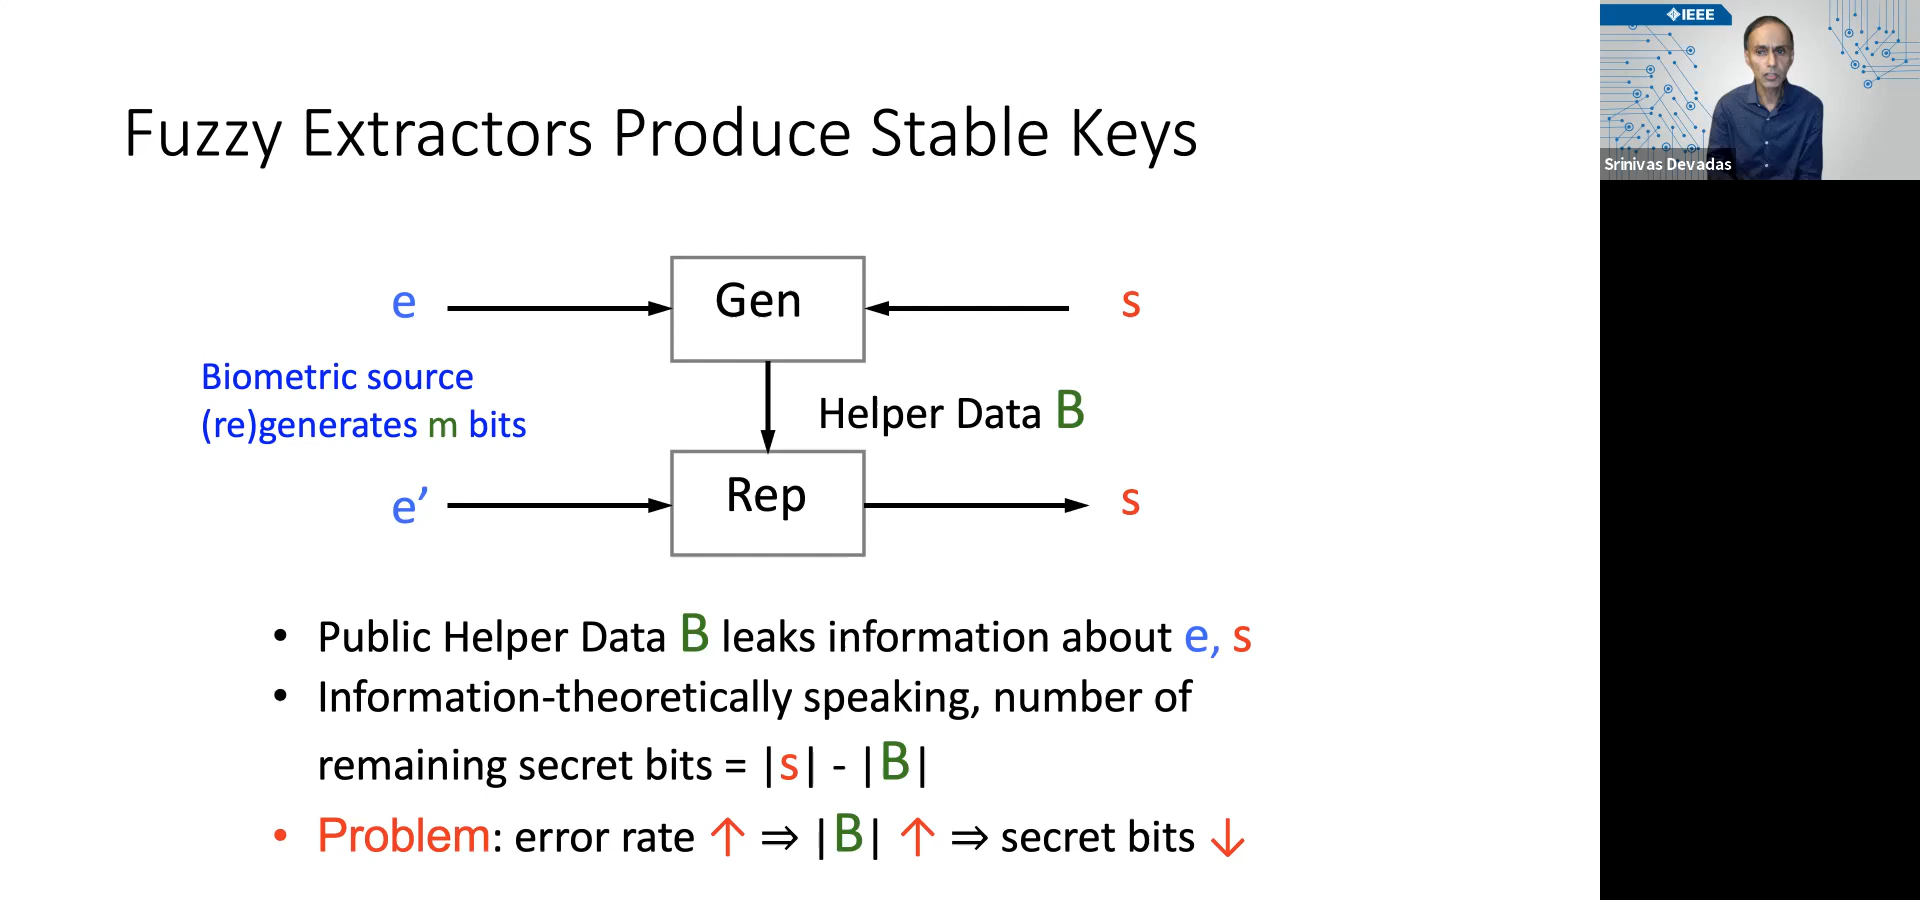 IEEE
Srinivas Devadas
Fuzzy Extractors Produce Stable Keys
e
Gen
s
Biometric source
(re)generates m bits
Helper Data B
e’
Rep
s
• Public Helper Data B leaks information about e, s
• Information-theoretically speaking, number of
remaining secret bits = |s| - |B|
• Problem: error rate ↑ ⇒ |B| ↑ ⇒ secret bits ↓